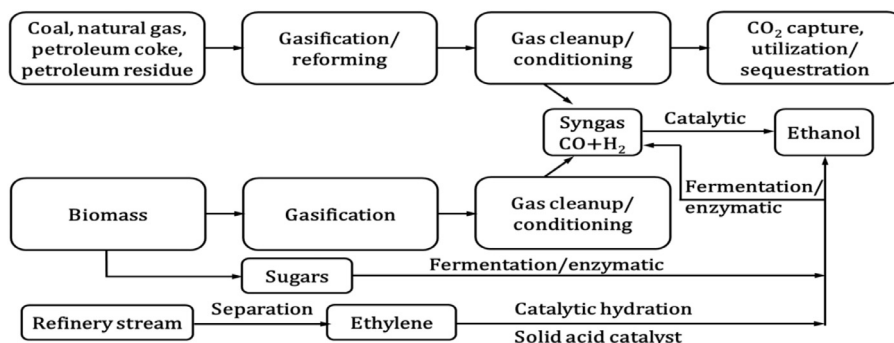 Coal, natural gas,
petroleum coke,
petroleum residue
Gasification/
reforming
Gas cleanup/
conditioning
CO₂ capture,
utilization/
sequestration
Syngas
CO+H₂
Catalytic
Ethanol
Fermentation/
enzymatic
Biomass
Gasification
Gas cleanup/
conditioning
Sugars
Fermentation/enzymatic
Refinery stream
Separation
Ethylene
Catalytic hydration
Solid acid catalyst